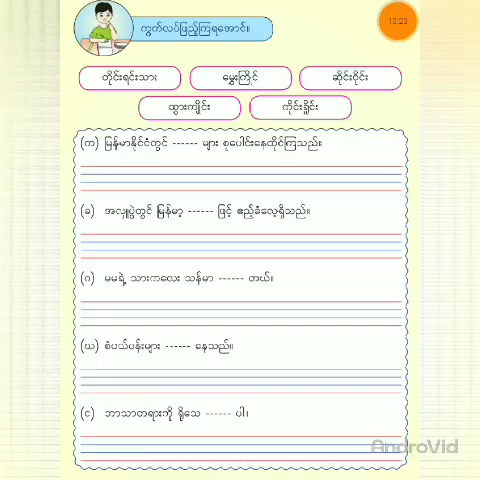 ကွတ်လပ်ဖြည့်ကြရအောင်။
10:23
တိုင်းရင်းသား
မွှေးကြိုင်
ဆိုင်းဝိုင်း
ထွားကျိုင်း
ကိုင်းရှိုင်း
(က) မြန်မာနိုင်ငံတွင် ------ များ စုပေါင်းနေထိုင်ကြသည်။
(ခ) အလှူပွဲတွင် မြန်မာ့ ------ ဖြင့် ဧည့်ခံလေ့ရှိသည်။
(ဂ) မမရဲ့ သားကလေး သန်မာ ------ တယ်။
(ဃ) စံပယ်ပန်းများ ------ နေသည်။
(င) ဘာသာတရားကို ရိုသေ ------ ပါ။
AndroVid